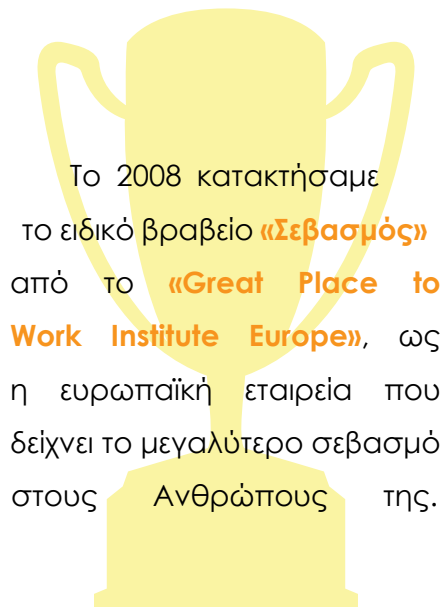 Το 2008 κατακτήσαμε
το ειδικό βραβείο «Σεβασμός»
από το «Great Place to
Work Institute Europe», ως
η ευρωπαϊκή εταιρεία που
δείχνει το μεγαλύτερο σεβασμό
στους Ανθρώπους της.